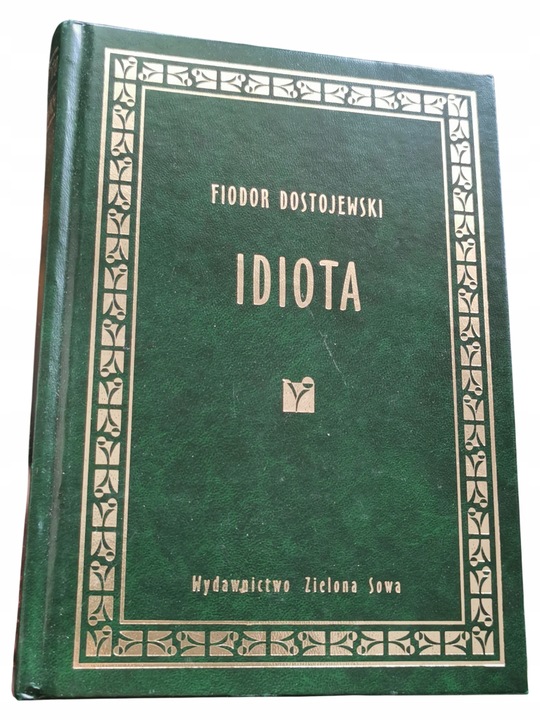 FIODOR DOSTOJEWSKI
IDIOTA
Wydawnictwo Zielona Sowa